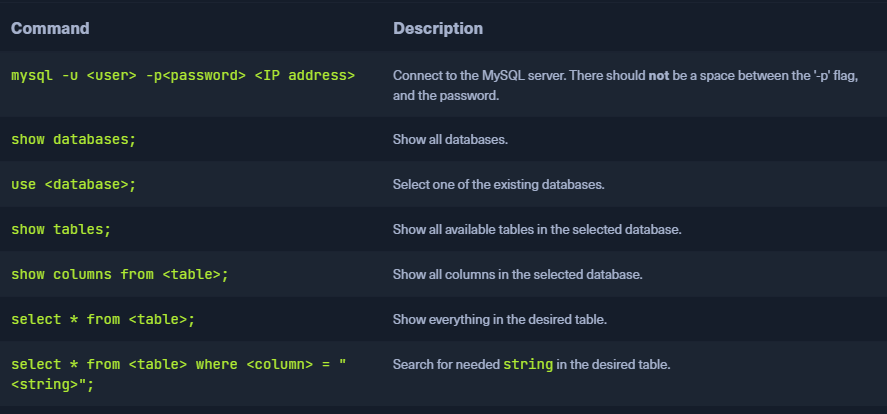 Command Description
mysql -u <user> -p<password> <IP address> Connect to the MySQL server. There should not be a space between the '-p' flag,
and the password.
show databases; Show all databases.
use <database>; Select one of the existing databases.
show tables; Show all available tables in the selected database.
show columns from <table>; Show all columns in the selected database.
select * from <table>; Show everything in the desired table.
select * from <table> where <column> = " Search for needed string in the desired table.
<string>";